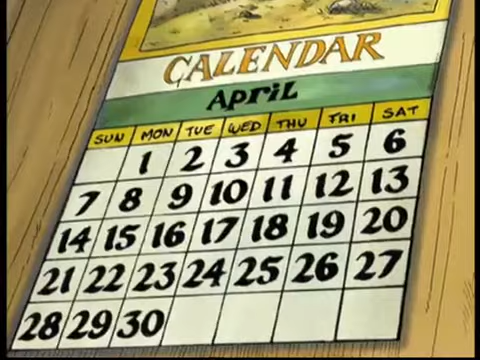 CALENDAR
April
SUN MON TUE WED THU FRI SAT
1 2 3 4 5 6
7 8 9 10 11 12 13
14 15 16 17 18 19 20
21 22 23 24 25 26 27
28 29 30